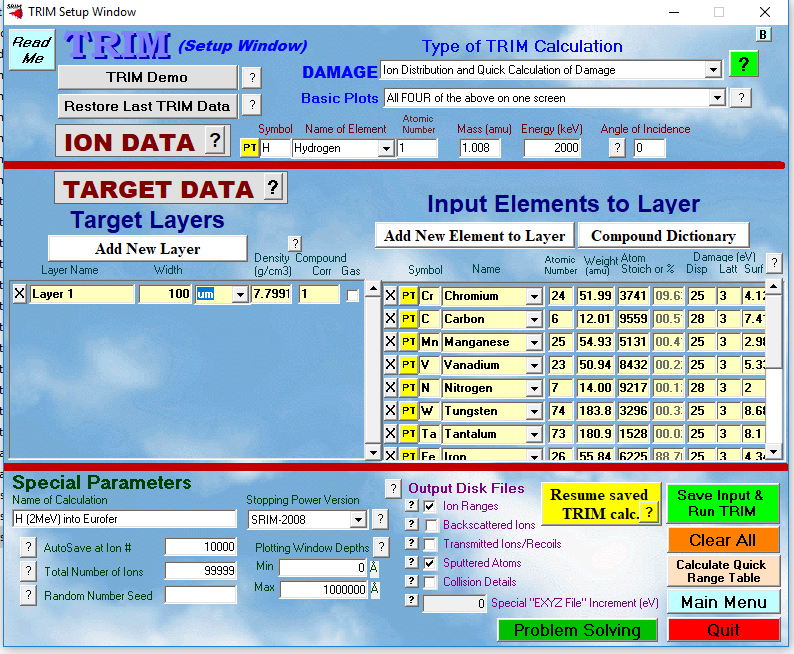 SRIM TRIM Setup Window
Read Me
TRIM (Setup Window)
TRIM Demo ?
Restore Last TRIM Data ?
Type of TRIM Calculation B
DAMAGE Ion Distribution and Quick Calculation of Damage ?
Basic Plots All FOUR of the above on one screen ?
ION DATA ?
Symbol Name of Element Atomic Number Mass (amu) Energy (keV) Angle of Incidence
PT H Hydrogen 1 1.008 2000 ? 0
TARGET DATA ?
Target Layers
Add New Layer
Layer Name Width Density (g/cm3) ? Compound Corr Gas
X Layer 1 100 um 7.7991 1
Input Elements to Layer
Add New Element to Layer Compound Dictionary
Symbol Name Atomic Number Weight (amu) Atom Stoich or % Damage (eV) Disp Latt Surf ?
X PT Cr Chromium 24 51.99 3741 09.6 25 3 4.12
X PT C Carbon 6 12.01 9559 00.5 28 3 7.4
X PT Mn Manganese 25 54.93 5131 00.4 25 3 2.98
X PT V Vanadium 23 50.94 8432 00.2 25 3 5.3
X PT N Nitrogen 7 14.00 9217 00.1 28 3 2
X PT W Tungsten 74 183.8 3296 00.3 25 3 8.68
X PT Ta Tantalum 73 180.9 1528 00.0 25 3 8.1
X PT Fe Iron 26 55.84 6225 88.7 25 3 4.34
Special Parameters
Name of Calculation
H (2MeV) into Eurofer
Stopping Power Version
SRIM-2008 ?
? AutoSave at Ion # 10000
? Total Number of Ions 99999
? Random Number Seed
Plotting Window Depths ?
Min 0 Å
Max 1000000 Å
? Output Disk Files
? Ion Ranges
? Backscattered Ions
? Transmitted Ions/Recoils
? Sputtered Atoms
? Collision Details
? 0 Special "EXYZ File" Increment (eV)
Resume saved
TRIM calc. ?
Save Input &
Run TRIM
Clear All
Calculate Quick
Range Table
Main Menu
Problem Solving
Quit